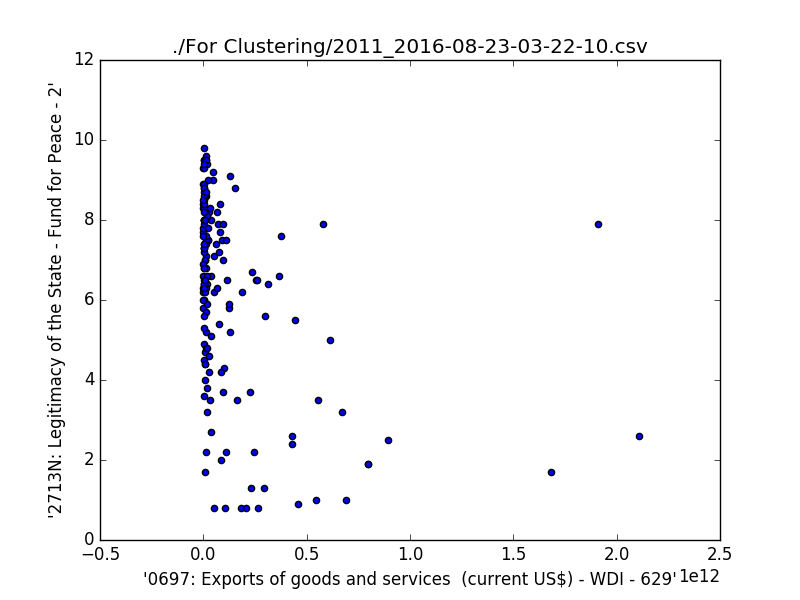 ./For Clustering/2011_2016-08-23-03-22-10.csv
12
10
8
6
4
2
0
'2713N: Legitimacy of the State - Fund for Peace - 2'
−0.5 0.0 0.5 1.0 1.5 2.0 2.5
1e12
'0697: Exports of goods and services  (current US$) - WDI - 629'